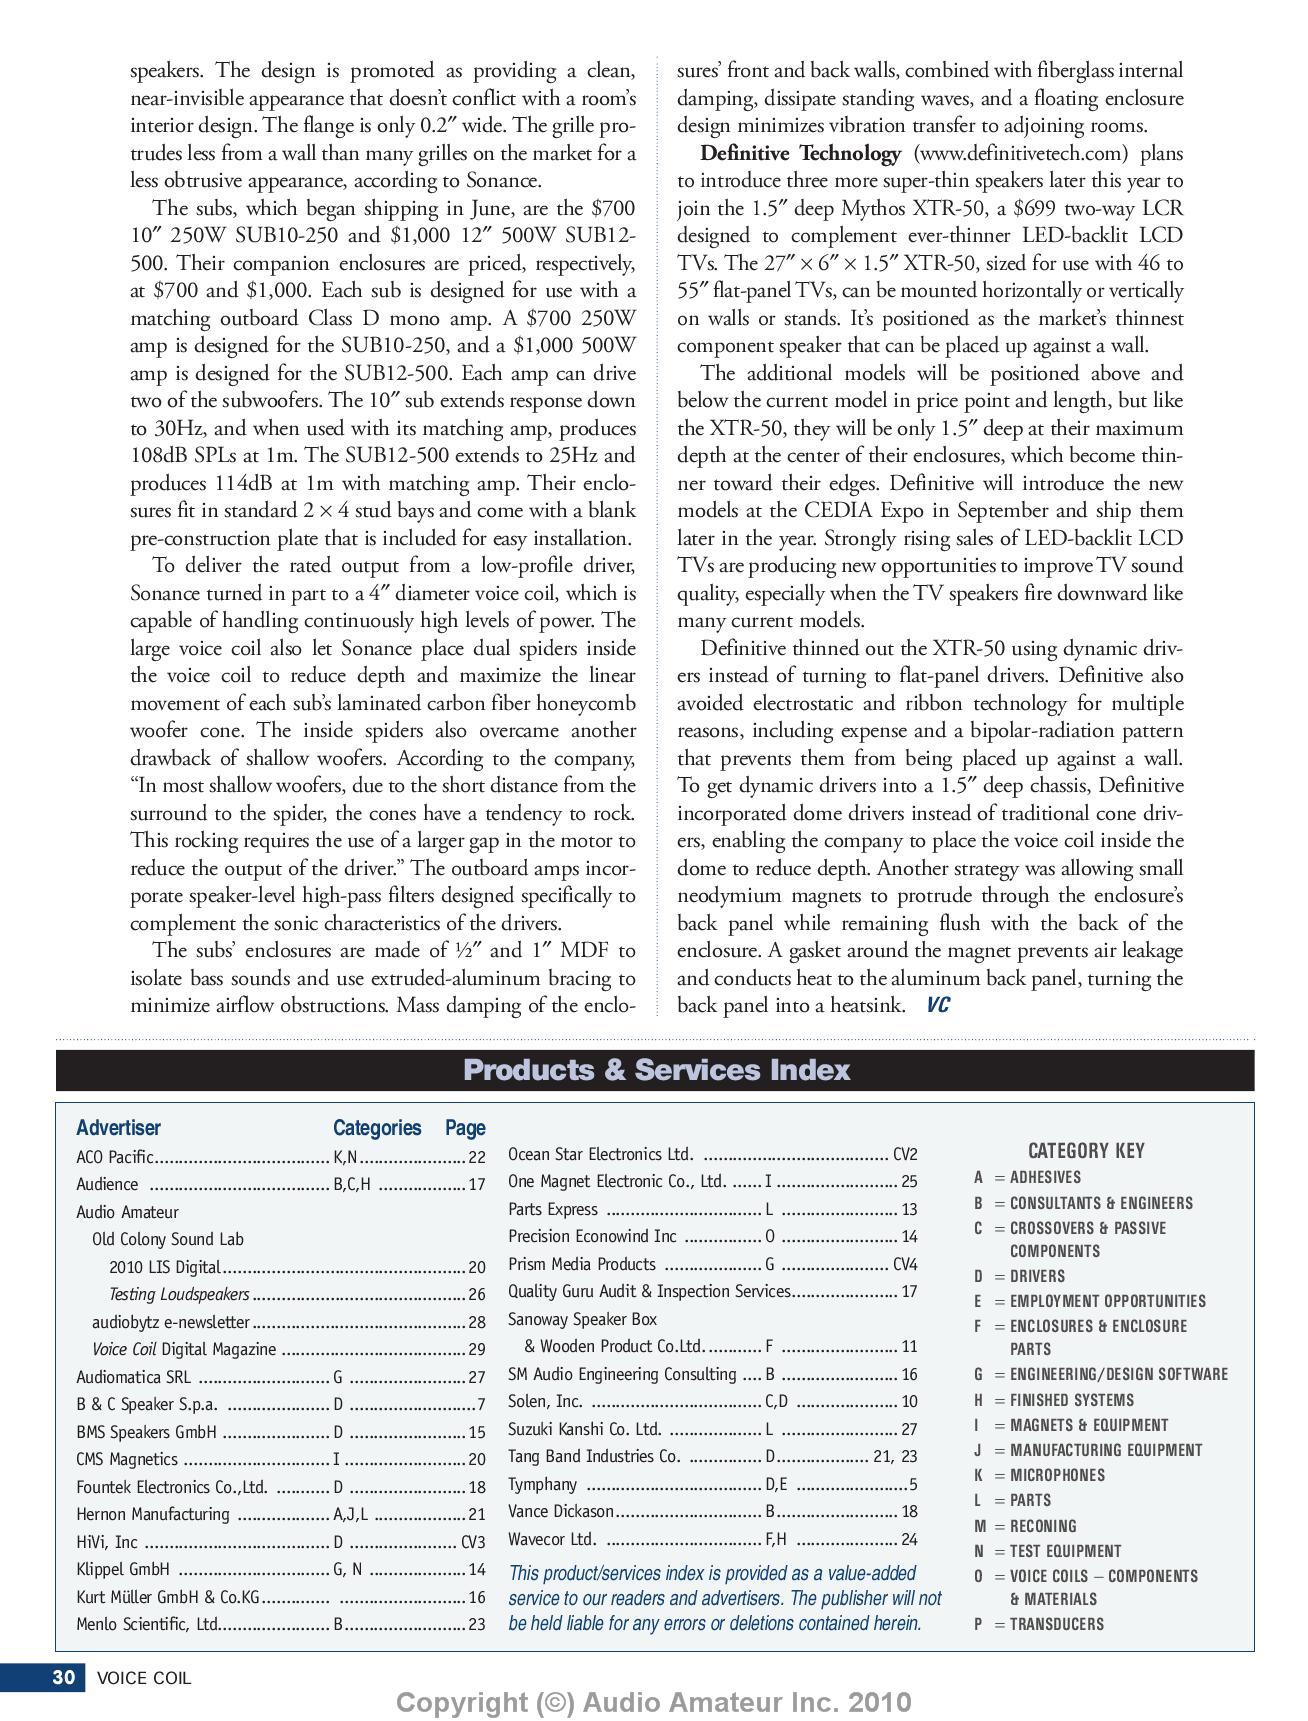 speakers. The design is promoted as providing a clean,
near-invisible appearance that doesn't conflict with a room's
interior design. The flange is only 0.2″ wide. The grille pro-
trudes less from a wall than many grilles on the market for a
less obtrusive appearance, according to Sonance.
The subs, which began shipping in June, are the $700
10″ 250W SUB10-250 and $1,000 12″ 500W SUB12-
500. Their companion enclosures are priced, respectively,
at $700 and $1,000. Each sub is designed for use with a
matching outboard Class D mono amp. A $700 250W
amp is designed for the SUB10-250, and a $1,000 500W
amp is designed for the SUB12-500. Each amp can drive
two of the subwoofers. The 10″ sub extends response down
to 30Hz, and when used with its matching amp, produces
108dB SPLs at 1m. The SUB12-500 extends to 25Hz and
produces 114dB at 1m with matching amp. Their enclo-
sures fit in standard 2 × 4 stud bays and come with a blank
pre-construction plate that is included for easy installation.
To deliver the rated output from a low-profile driver,
Sonance turned in part to a 4″ diameter voice coil, which is
capable of handling continuously high levels of power. The
large voice coil also let Sonance place dual spiders inside
the voice coil to reduce depth and maximize the linear
movement of each sub's laminated carbon fiber honeycomb
woofer cone. The inside spiders also overcame another
drawback of shallow woofers. According to the company,
“In most shallow woofers, due to the short distance from the
surround to the spider, the cones have a tendency to rock.
This rocking requires the use of a larger gap in the motor to
reduce the output of the driver.” The outboard amps incor-
porate speaker-level high-pass filters designed specifically to
complement the sonic characteristics of the drivers.
The subs' enclosures are made of ½″ and 1″ MDF to
isolate bass sounds and use extruded-aluminum bracing to
minimize airflow obstructions. Mass damping of the enclo-
sures' front and back walls, combined with fiberglass internal
damping, dissipate standing waves, and a floating enclosure
design minimizes vibration transfer to adjoining rooms.
Definitive Technology (www.definitivetech.com) plans
to introduce three more super-thin speakers later this year to
join the 1.5″ deep Mythos XTR-50, a $699 two-way LCR
designed to complement ever-thinner LED-backlit LCD
TVs. The 27″ × 6″ × 1.5″ XTR-50, sized for use with 46 to
55″ flat-panel TVs, can be mounted horizontally or vertically
on walls or stands. It's positioned as the market's thinnest
component speaker that can be placed up against a wall.
The additional models will be positioned above and
below the current model in price point and length, but like
the XTR-50, they will be only 1.5″ deep at their maximum
depth at the center of their enclosures, which become thin-
ner toward their edges. Definitive will introduce the new
models at the CEDIA Expo in September and ship them
later in the year. Strongly rising sales of LED-backlit LCD
TVs are producing new opportunities to improve TV sound
quality, especially when the TV speakers fire downward like
many current models.
Definitive thinned out the XTR-50 using dynamic driv-
ers instead of turning to flat-panel drivers. Definitive also
avoided electrostatic and ribbon technology for multiple
reasons, including expense and a bipolar-radiation pattern
that prevents them from being placed up against a wall.
To get dynamic drivers into a 1.5″ deep chassis, Definitive
incorporated dome drivers instead of traditional cone driv-
ers, enabling the company to place the voice coil inside the
dome to reduce depth. Another strategy was allowing small
neodymium magnets to protrude through the enclosure's
back panel while remaining flush with the back of the
enclosure. A gasket around the magnet prevents air leakage
and conducts heat to the aluminum back panel, turning the
back panel into a heatsink. VC
Products & Services Index
Advertiser Categories Page
ACO Pacific.................................... K,N...................... 22
Audience ..................................... B,C,H .................. 17
Audio Amateur
Old Colony Sound Lab
2010 LIS Digital.................................................. 20
Testing Loudspeakers............................................ 26
audiobytz e-newsletter............................................ 28
Voice Coil Digital Magazine ...................................... 29
Audiomatica SRL ........................... G ........................ 27
B & C Speaker S.p.a. ..................... D ..........................7
BMS Speakers GmbH ...................... D ........................ 15
CMS Magnetics .............................. I ......................... 20
Fountek Electronics Co.,Ltd. ........... D ........................ 18
Hernon Manufacturing ................... A,J,L ................... 21
HiVi, Inc ...................................... D ...................... CV3
Klippel GmbH ............................... G, N .................... 14
Kurt Müller GmbH & Co.KG.............. .......................... 16
Menlo Scientific, Ltd....................... B......................... 23
Ocean Star Electronics Ltd. ...................................... CV2
One Magnet Electronic Co., Ltd. ...... I ......................... 25
Parts Express ................................ L ........................ 13
Precision Econowind Inc ................ O ........................ 14
Prism Media Products .................... G ...................... CV4
Quality Guru Audit & Inspection Services...................... 17
Sanoway Speaker Box
& Wooden Product Co.Ltd............ F ........................ 11
SM Audio Engineering Consulting .... B ........................ 16
Solen, Inc. ................................... C,D ..................... 10
Suzuki Kanshi Co. Ltd. ................... L ........................ 27
Tang Band Industries Co. ............... D................... 21, 23
Tymphany .................................... D,E .......................5
Vance Dickason.............................. B......................... 18
Wavecor Ltd. ................................ F,H ..................... 24
This product/services index is provided as a value-added
service to our readers and advertisers. The publisher will not
be held liable for any errors or deletions contained herein.
CATEGORY KEY
A = ADHESIVES
B = CONSULTANTS & ENGINEERS
C = CROSSOVERS & PASSIVE
COMPONENTS
D = DRIVERS
E = EMPLOYMENT OPPORTUNITIES
F = ENCLOSURES & ENCLOSURE
PARTS
G = ENGINEERING/DESIGN SOFTWARE
H = FINISHED SYSTEMS
I = MAGNETS & EQUIPMENT
J = MANUFACTURING EQUIPMENT
K = MICROPHONES
L = PARTS
M = RECONING
N = TEST EQUIPMENT
O = VOICE COILS – COMPONENTS
& MATERIALS
P = TRANSDUCERS
30 VOICE COIL
Copyright (©) Audio Amateur Inc. 2010